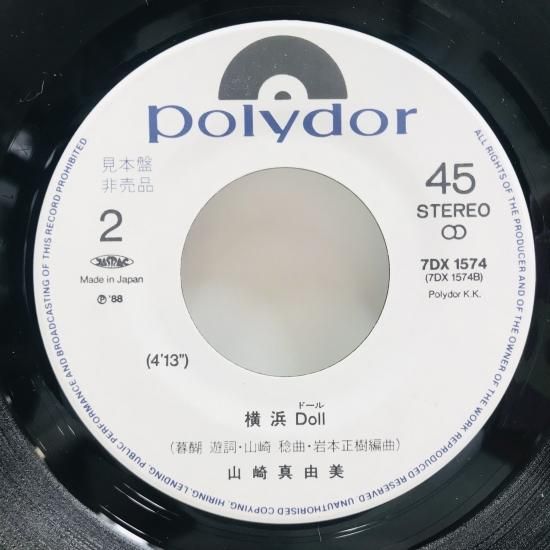 polydor
見本盤
非売品
2
JASRAC
Made in Japan
Ⓟ'88
45
STEREO
7DX 1574
(7DX 1574B)
Polydor K.K.
(4'13")
ドール
横浜 Doll
(暮醐 遊詞・山崎 稔曲・岩本正樹編曲)
山崎真由美
ALL RIGHTS OF THE PRODUCER AND OF THE OWNER OF THE WORK REPRODUCED RESERVED. UNAUTHORISED COPYING, HIRING, LENDING, PUBLIC PERFORMANCE AND BROADCASTING OF THIS RECORD PROHIBITED